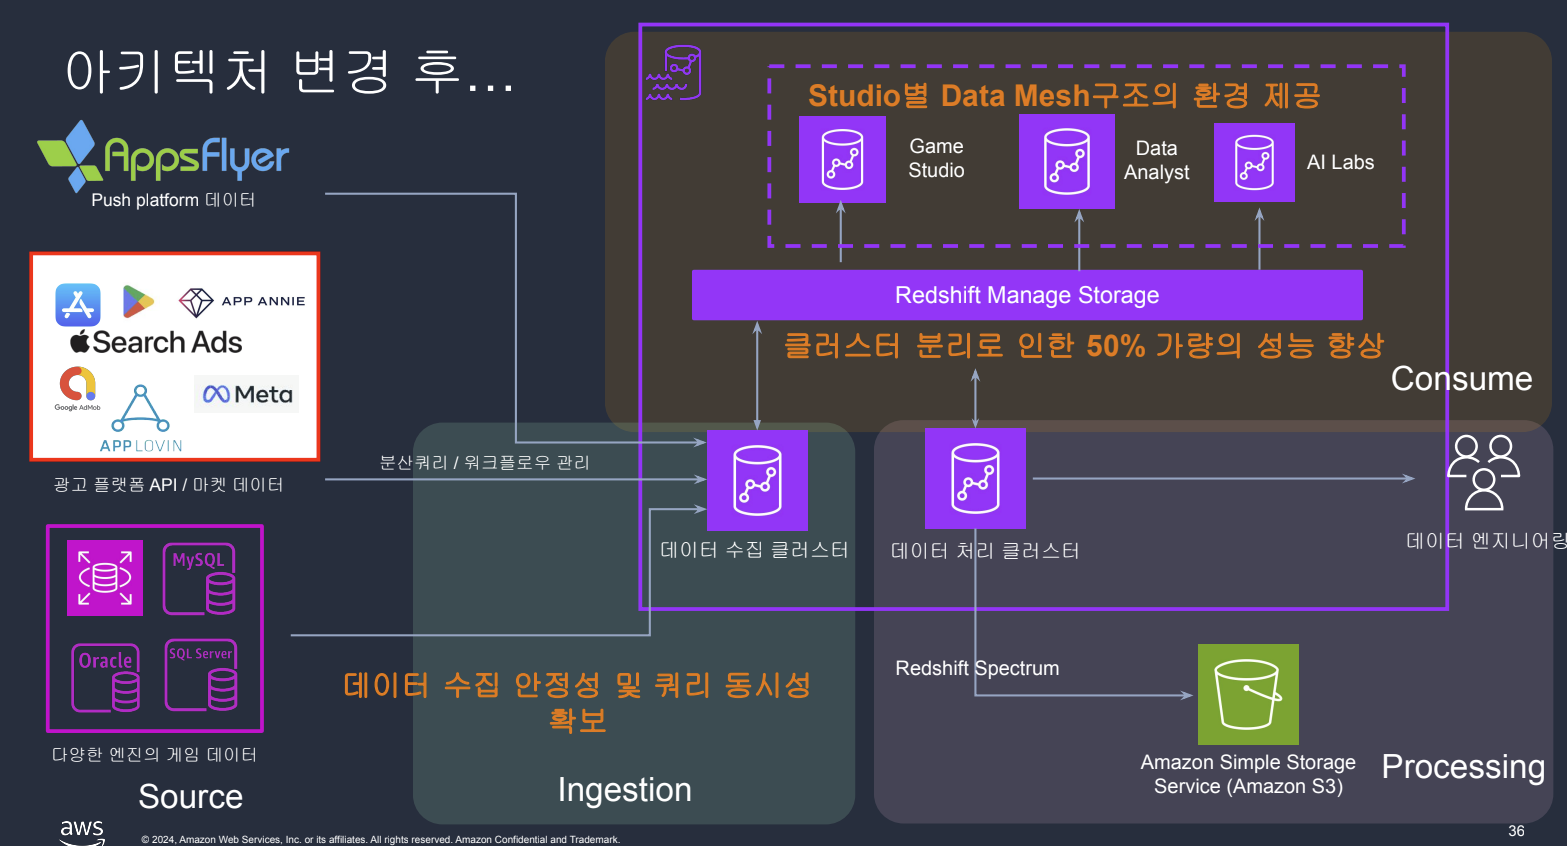 아키텍처 변경 후...
AppsFlyer
Push platform 데이터
APP ANNIE
Search Ads
Google AdMob
Meta
APPLOVIN
광고 플랫폼 API / 마켓 데이터
MySQL
Oracle
SQL Server
다양한 엔진의 게임 데이터
Source
분산쿼리 / 워크플로우 관리
데이터 수집 클러스터
데이터 수집 안정성 및 쿼리 동시성
확보
Ingestion
Studio별 Data Mesh구조의 환경 제공
Game
Studio
Data
Analyst
AI Labs
Redshift Manage Storage
클러스터 분리로 인한 50% 가량의 성능 향상
Consume
데이터 처리 클러스터
데이터 엔지니어링
Redshift Spectrum
Amazon Simple Storage
Service (Amazon S3)
Processing
aws
© 2024, Amazon Web Services, Inc. or its affiliates. All rights reserved. Amazon Confidential and Trademark.
36